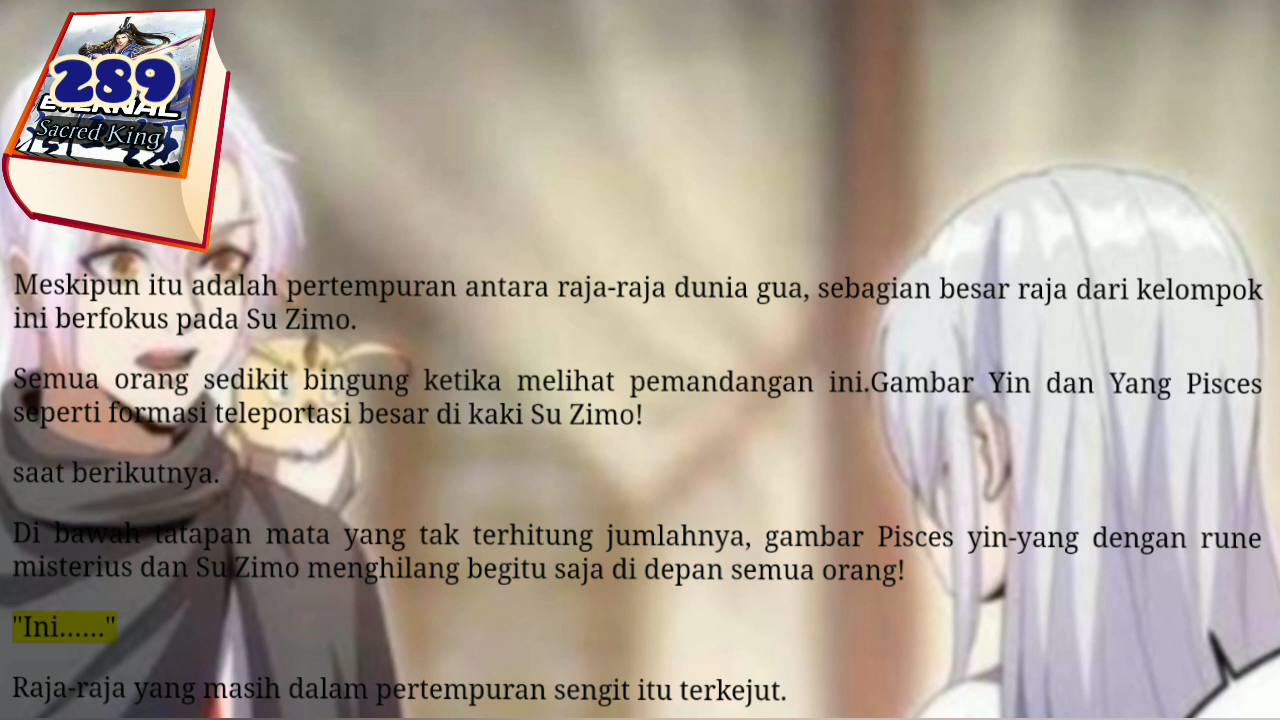 289
ETERNAL
Sacred King
Meskipun itu adalah pertempuran antara raja-raja dunia gua, sebagian besar raja dari kelompok
ini berfokus pada Su Zimo.
Semua orang sedikit bingung ketika melihat pemandangan ini.Gambar Yin dan Yang Pisces
seperti formasi teleportasi besar di kaki Su Zimo!
saat berikutnya.
Di bawah tatapan mata yang tak terhitung jumlahnya, gambar Pisces yin-yang dengan rune
misterius dan Su Zimo menghilang begitu saja di depan semua orang!
"Ini......"
Raja-raja yang masih dalam pertempuran sengit itu terkejut.